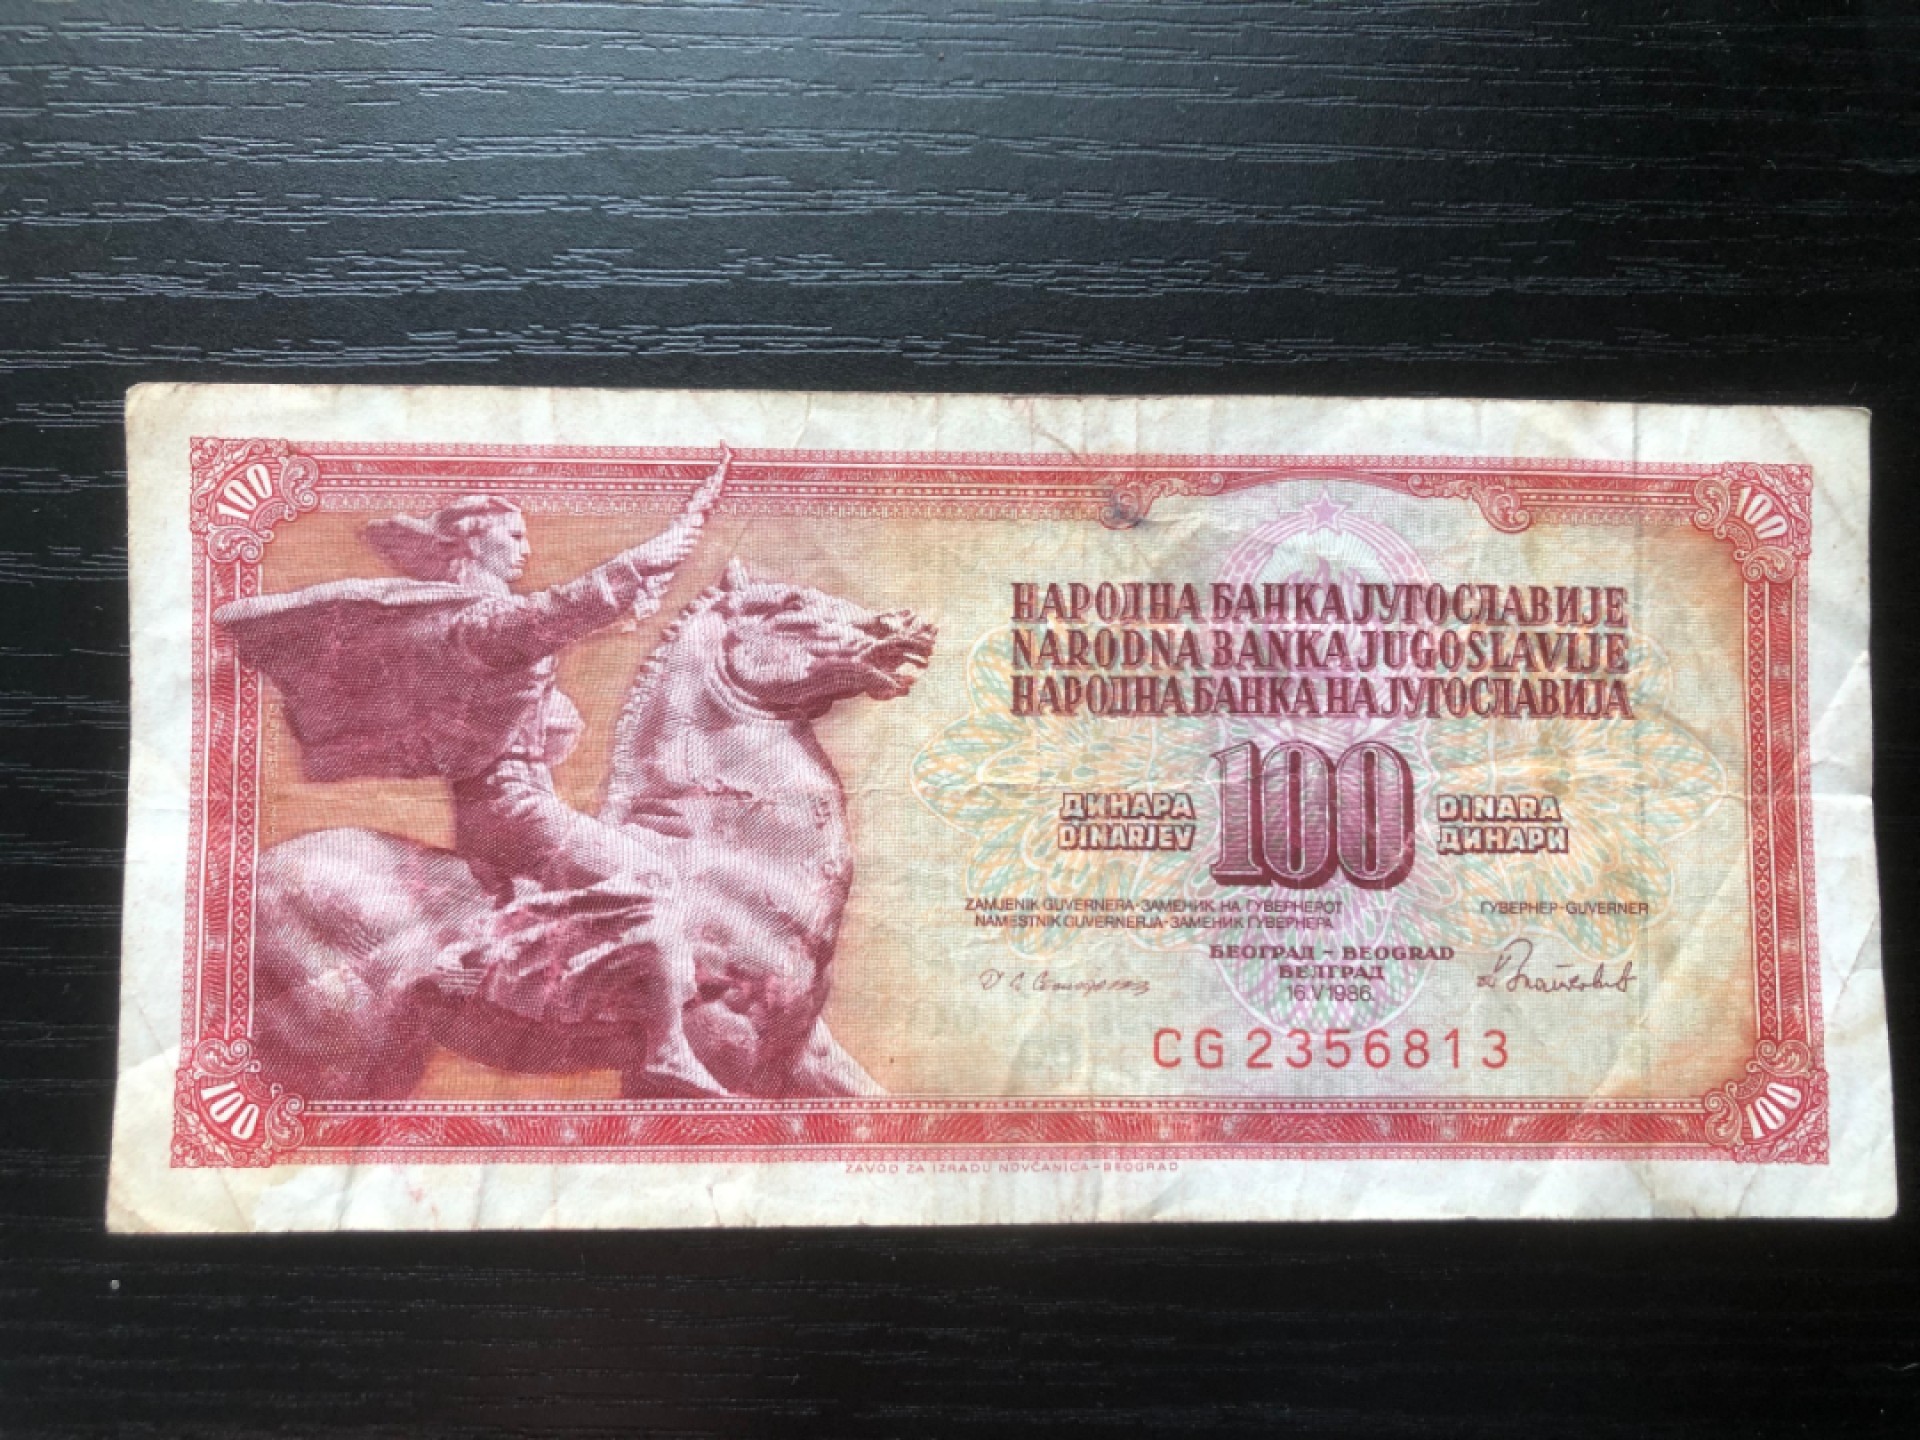 100
100
НАРОДНА БАНКА ЈУГОСЛАВИЈЕ
NARODNA BANKA JUGOSLAVIJE
НАРОДНА БАНКА НА ЈУГОСЛАВИЈА
ДИНАРА 100 DINARA
DINARJEV ДИНАРИ
ZAMJENIK GUVERNERA-ЗАМЕНИК НА ГУВЕРНЕРОТ ГУВЕРНЕР-GUVERNER
NAMESTNIK GUVERNERJA-ЗАМЕНИК ГУВЕРНЕРА
БЕОГРАД - BEOGRAD
БЕЛГРАД
16.V 1986.
CG 2356813
100
100
ZAVOD ZA IZRADU NOVČANICA-BEOGRAD